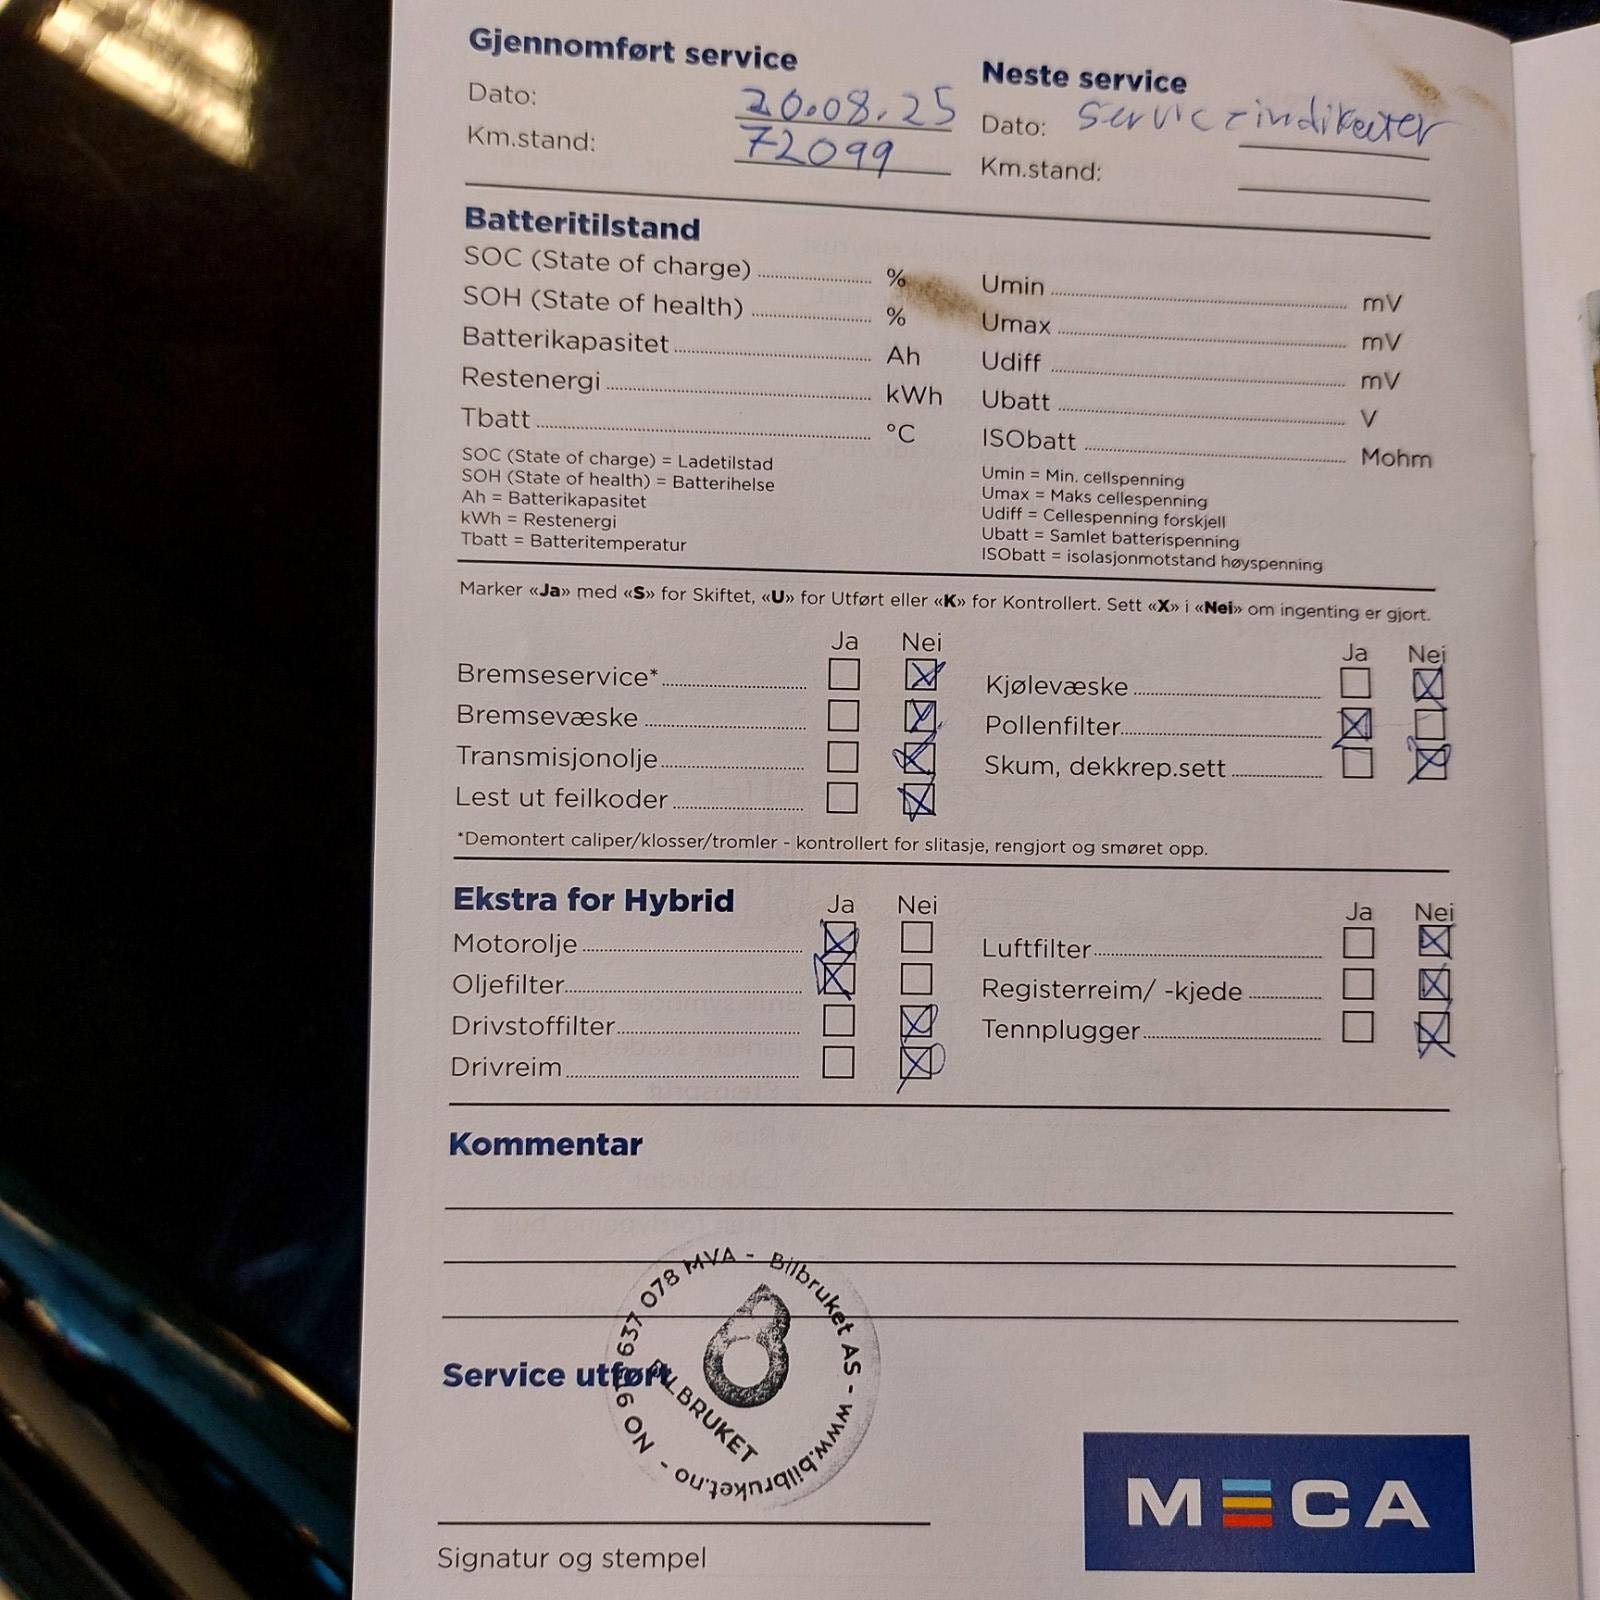 Gjennomført service
Dato: 20.08.25
Km.stand: 72099
Neste service
Dato: Serviceindikator
Km.stand:
Batteritilstand
SOC (State of charge) %
SOH (State of health) %
Batterikapasitet Ah
Restenergi kWh
Tbatt °C
SOC (State of charge) = Ladetilstad
SOH (State of health) = Batterihelse
Ah = Batterikapasitet
kWh = Restenergi
Tbatt = Batteritemperatur
Umin mV
Umax mV
Udiff mV
Ubatt V
ISObatt Mohm
Umin = Min. cellspenning
Umax = Maks cellespenning
Udiff = Cellespenning forskjell
Ubatt = Samlet batterispenning
ISObatt = isolasjonmotstand høyspenning
Marker «Ja» med «S» for Skiftet, «U» for Utført eller «K» for Kontrollert. Sett «X» i «Nei» om ingenting er gjort.
Ja Nei
Bremseservice* X
Bremsevæske X
Transmisjonolje X
Lest ut feilkoder X
Ja Nei
Kjølevæske X
Pollenfilter X
Skum, dekkrep.sett X
*Demontert caliper/klosser/tromler - kontrollert for slitasje, rengjort og smøret opp.
Ekstra for Hybrid
Ja Nei
Motorolje X
Oljefilter X
Drivstoffilter X
Drivreim X
Ja Nei
Luftfilter X
Registerreim/ -kjede X
Tennplugger X
Kommentar
Service utført
Bilbruket AS - www.bilbruket.no - NO 637 078 MVA -
BILBRUKET
Signatur og stempel
MECA